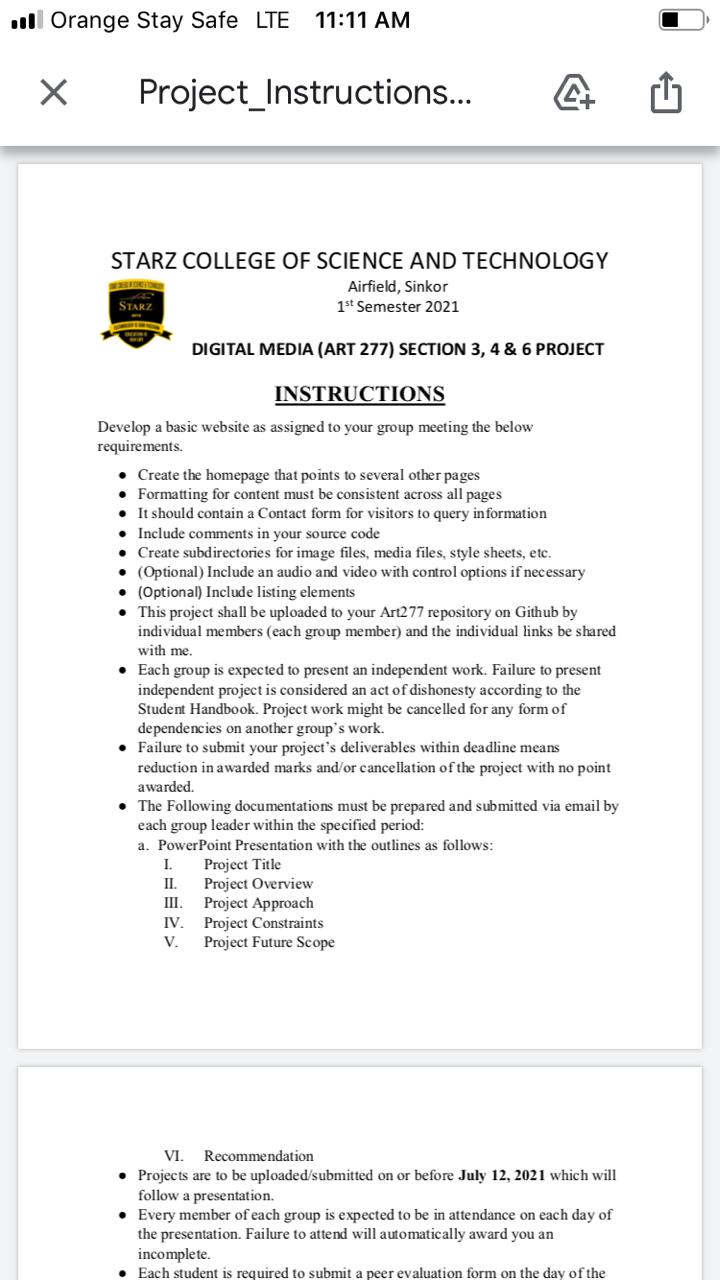 Orange Stay Safe LTE 11:11 AM
Project_Instructions...
STARZ COLLEGE OF SCIENCE AND TECHNOLOGY
Airfield, Sinkor
1st Semester 2021
STARZ
DIGITAL MEDIA (ART 277) SECTION 3, 4 & 6 PROJECT
INSTRUCTIONS
Develop a basic website as assigned to your group meeting the below
requirements.
• Create the homepage that points to several other pages
• Formatting for content must be consistent across all pages
• It should contain a Contact form for visitors to query information
• Include comments in your source code
• Create subdirectories for image files, media files, style sheets, etc.
• (Optional) Include an audio and video with control options if necessary
• (Optional) Include listing elements
• This project shall be uploaded to your Art277 repository on Github by
individual members (each group member) and the individual links be shared
with me.
• Each group is expected to present an independent work. Failure to present
independent project is considered an act of dishonesty according to the
Student Handbook. Project work might be cancelled for any form of
dependencies on another group's work.
• Failure to submit your project's deliverables within deadline means
reduction in awarded marks and/or cancellation of the project with no point
awarded.
• The Following documentations must be prepared and submitted via email by
each group leader within the specified period:
a. PowerPoint Presentation with the outlines as follows:
I. Project Title
II. Project Overview
III. Project Approach
IV. Project Constraints
V. Project Future Scope
VI. Recommendation
• Projects are to be uploaded/submitted on or before July 12, 2021 which will
follow a presentation.
• Every member of each group is expected to be in attendance on each day of
the presentation. Failure to attend will automatically award you an
incomplete.
• Each student is required to submit a peer evaluation form on the day of the